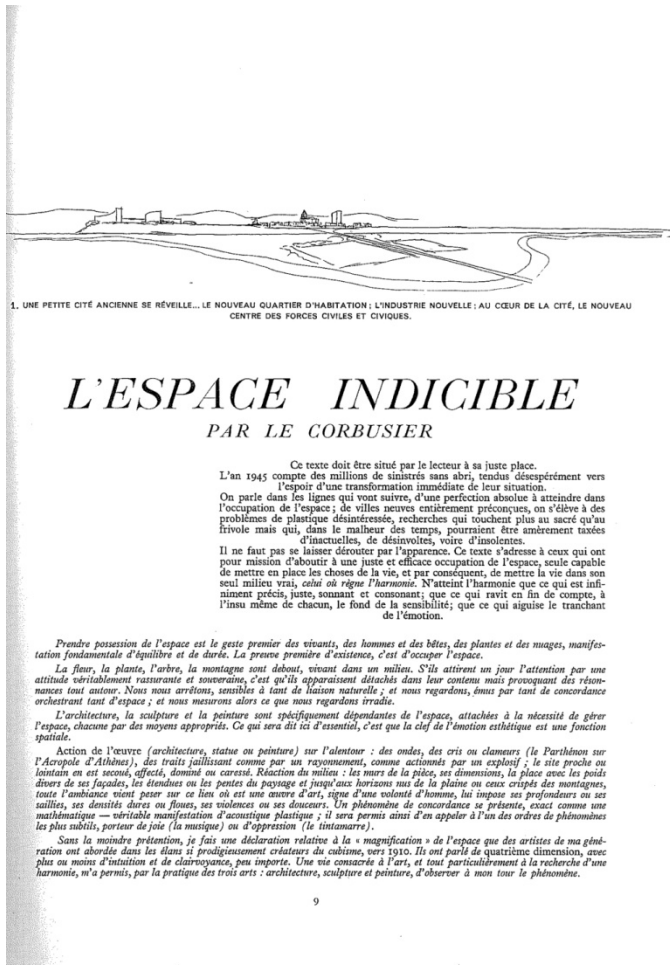 1. UNE PETITE CITÉ ANCIENNE SE RÉVEILLE... LE NOUVEAU QUARTIER D'HABITATION ; L'INDUSTRIE NOUVELLE ; AU CŒUR DE LA CITÉ, LE NOUVEAU
CENTRE DES FORCES CIVILES ET CIVIQUES.
L'ESPACE INDICIBLE
PAR LE CORBUSIER
Ce texte doit être situé par le lecteur à sa juste place.
L'an 1945 compte des millions de sinistrés sans abri, tendus désespérément vers
l'espoir d'une transformation immédiate de leur situation.
On parle dans les lignes qui vont suivre, d'une perfection absolue à atteindre dans
l'occupation de l'espace ; de villes neuves entièrement préconçues, on s'élève à des
problèmes de plastique désintéressée, recherches qui touchent plus au sacré qu'au
frivole mais qui, dans le malheur des temps, pourraient être amèrement taxées
d'inactuelles, de désinvoltes, voire d'insolentes.
Il ne faut pas se laisser dérouter par l'apparence. Ce texte s'adresse à ceux qui ont
pour mission d'aboutir à une juste et efficace occupation de l'espace, seule capable
de mettre en place les choses de la vie, et par conséquent, de mettre la vie dans son
seul milieu vrai, celui où règne l'harmonie. N'atteint l'harmonie que ce qui est infi-
niment précis, juste, sonnant et consonant; que ce qui ravit en fin de compte, à
l'insu même de chacun, le fond de la sensibilité; que ce qui aiguise le tranchant
de l'émotion.
Prendre possession de l'espace est le geste premier des vivants, des hommes et des bêtes, des plantes et des nuages, manifes-
tation fondamentale d'équilibre et de durée. La preuve première d'existence, c'est d'occuper l'espace.
La fleur, la plante, l'arbre, la montagne sont debout, vivant dans un milieu. S'ils attirent un jour l'attention par une
attitude véritablement rassurante et souveraine, c'est qu'ils apparaissent détachés dans leur contenu mais provoquant des réson-
nances tout autour. Nous nous arrêtons, sensibles à tant de liaison naturelle ; et nous regardons, émus par tant de concordance
orchestrant tant d'espace ; et nous mesurons alors ce que nous regardons irradie.
L'architecture, la sculpture et la peinture sont spécifiquement dépendantes de l'espace, attachées à la nécessité de gérer
l'espace, chacune par des moyens appropriés. Ce qui sera dit ici d'essentiel, c'est que la clef de l'émotion esthétique est une fonction
spatiale.
Action de l'œuvre (architecture, statue ou peinture) sur l'alentour : des ondes, des cris ou clameurs (le Parthénon sur
l'Acropole d'Athènes), des traits jaillissant comme par un rayonnement, comme actionnés par un explosif ; le site proche ou
lointain en est secoué, affecté, dominé ou caressé. Réaction du milieu : les murs de la pièce, ses dimensions, la place avec les poids
divers de ses façades, les étendues ou les pentes du paysage et jusqu'aux horizons nus de la plaine ou ceux crispés des montagnes,
toute l'ambiance vient peser sur ce lieu où est une œuvre d'art, signe d'une volonté d'homme, lui impose ses profondeurs ou ses
saillies, ses densités dures ou floues, ses violences ou ses douceurs. Un phénomène de concordance se présente, exact comme une
mathématique — véritable manifestation d'acoustique plastique ; il sera permis ainsi d'en appeler à l'un des ordres de phénomènes
les plus subtils, porteur de joie (la musique) ou d'oppression (le tintamarre).
Sans la moindre prétention, je fais une déclaration relative à la « magnification » de l'espace que des artistes de ma géné-
ration ont abordée dans les élans si prodigieusement créateurs du cubisme, vers 1910. Ils ont parlé de quatrième dimension, avec
plus ou moins d'intuition et de clairvoyance, peu importe. Une vie consacrée à l'art, et tout particulièrement à la recherche d'une
harmonie, m'a permis, par la pratique des trois arts : architecture, sculpture et peinture, d'observer à mon tour le phénomène.
9